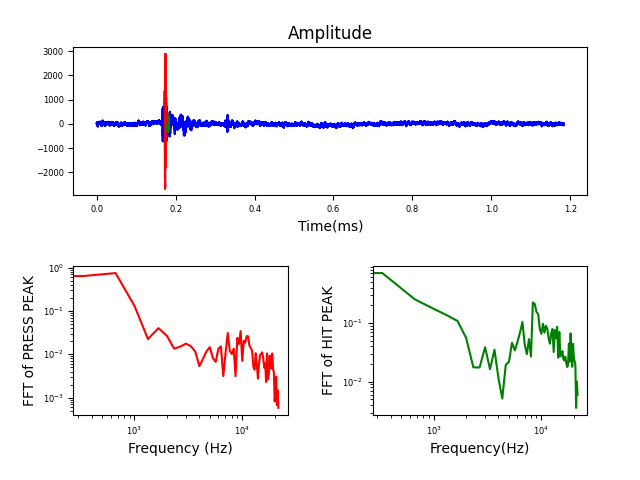 Amplitude
3000
2000
1000
0
−1000
−2000
0.0 0.2 0.4 0.6 0.8 1.0 1.2
Time(ms)
FFT of PRESS PEAK
10⁰
10⁻¹
10⁻²
10⁻³
10³ 10⁴
Frequency (Hz)
FFT of HIT PEAK
10⁻¹
10⁻²
10³ 10⁴
Frequency(Hz)